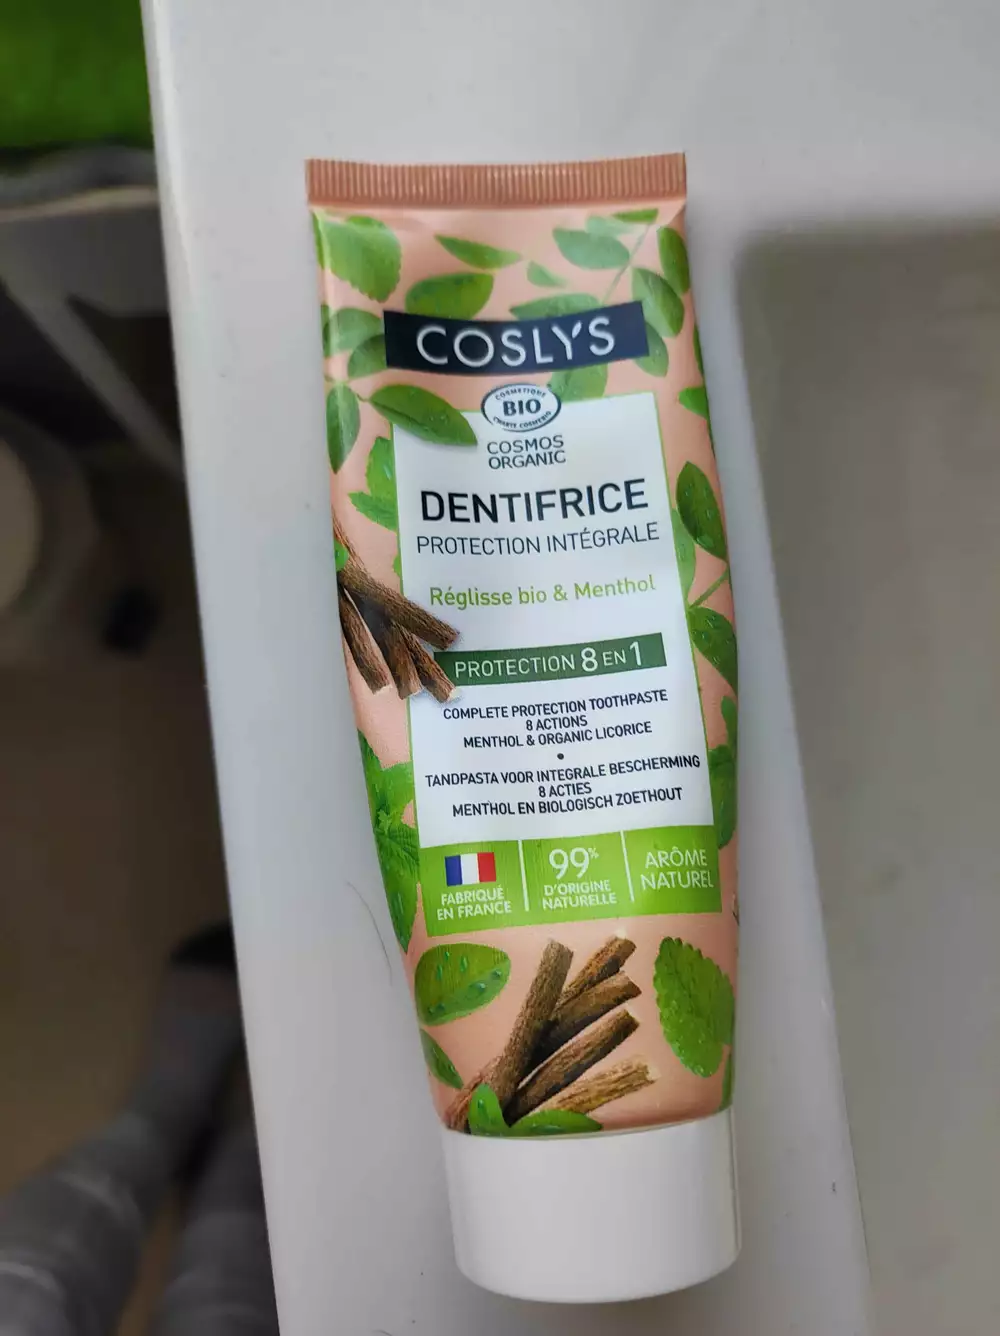 COSLY'S
COSMÉTIQUE
BIO
CHARTE COSMEBIO
COSMOS
ORGANIC
DENTIFRICE
PROTECTION INTÉGRALE
Réglisse bio & Menthol
PROTECTION 8 EN 1
COMPLETE PROTECTION TOOTHPASTE
8 ACTIONS
MENTHOL & ORGANIC LICORICE
•
TANDPASTA VOOR INTEGRALE BESCHERMING
8 ACTIES
MENTHOL EN BIOLOGISCH ZOETHOUT
FABRIQUÉ
EN FRANCE
99%
D'ORIGINE
NATURELLE
ARÔME
NATUREL